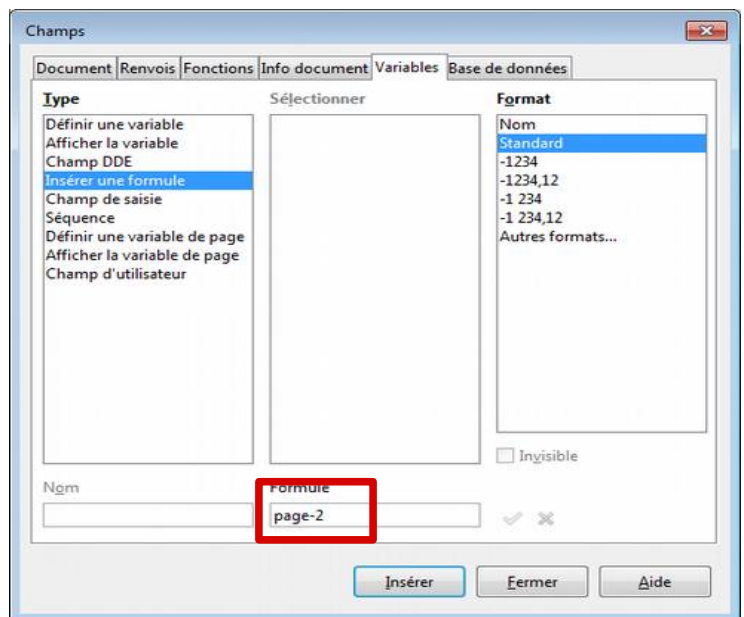 Champs
Document Renvois Fonctions Info document Variables Base de données
Type
Définir une variable
Afficher la variable
Champ DDE
Insérer une formule
Champ de saisie
Séquence
Définir une variable de page
Afficher la variable de page
Champ d'utilisateur
Sélectionner
Format
Nom
Standard
-1234
-1234,12
-1 234
-1 234,12
Autres formats...
Invisible
Nom
Formule
page-2
Insérer Fermer Aide